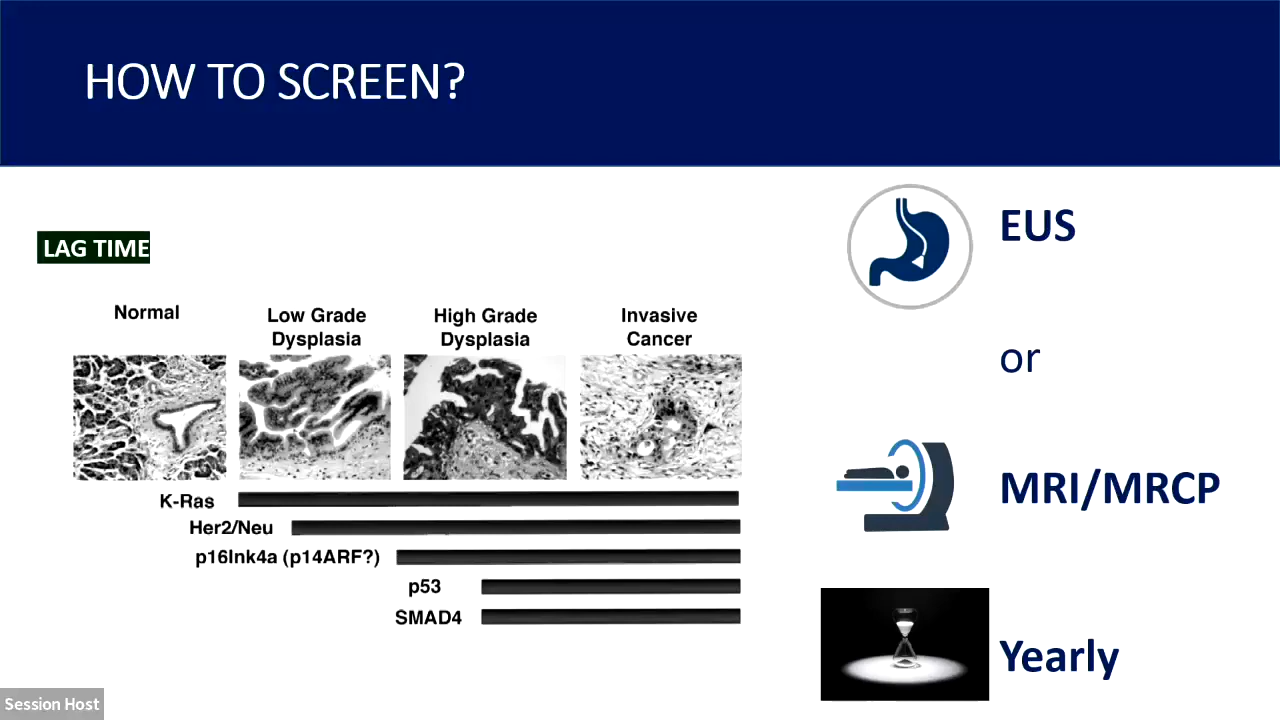 HOW TO SCREEN?
LAG TIME
Normal
Low Grade
Dysplasia
High Grade
Dysplasia
Invasive
Cancer
K-Ras
Her2/Neu
p16Ink4a (p14ARF?)
p53
SMAD4
EUS
or
MRI/MRCP
Yearly
Session Host